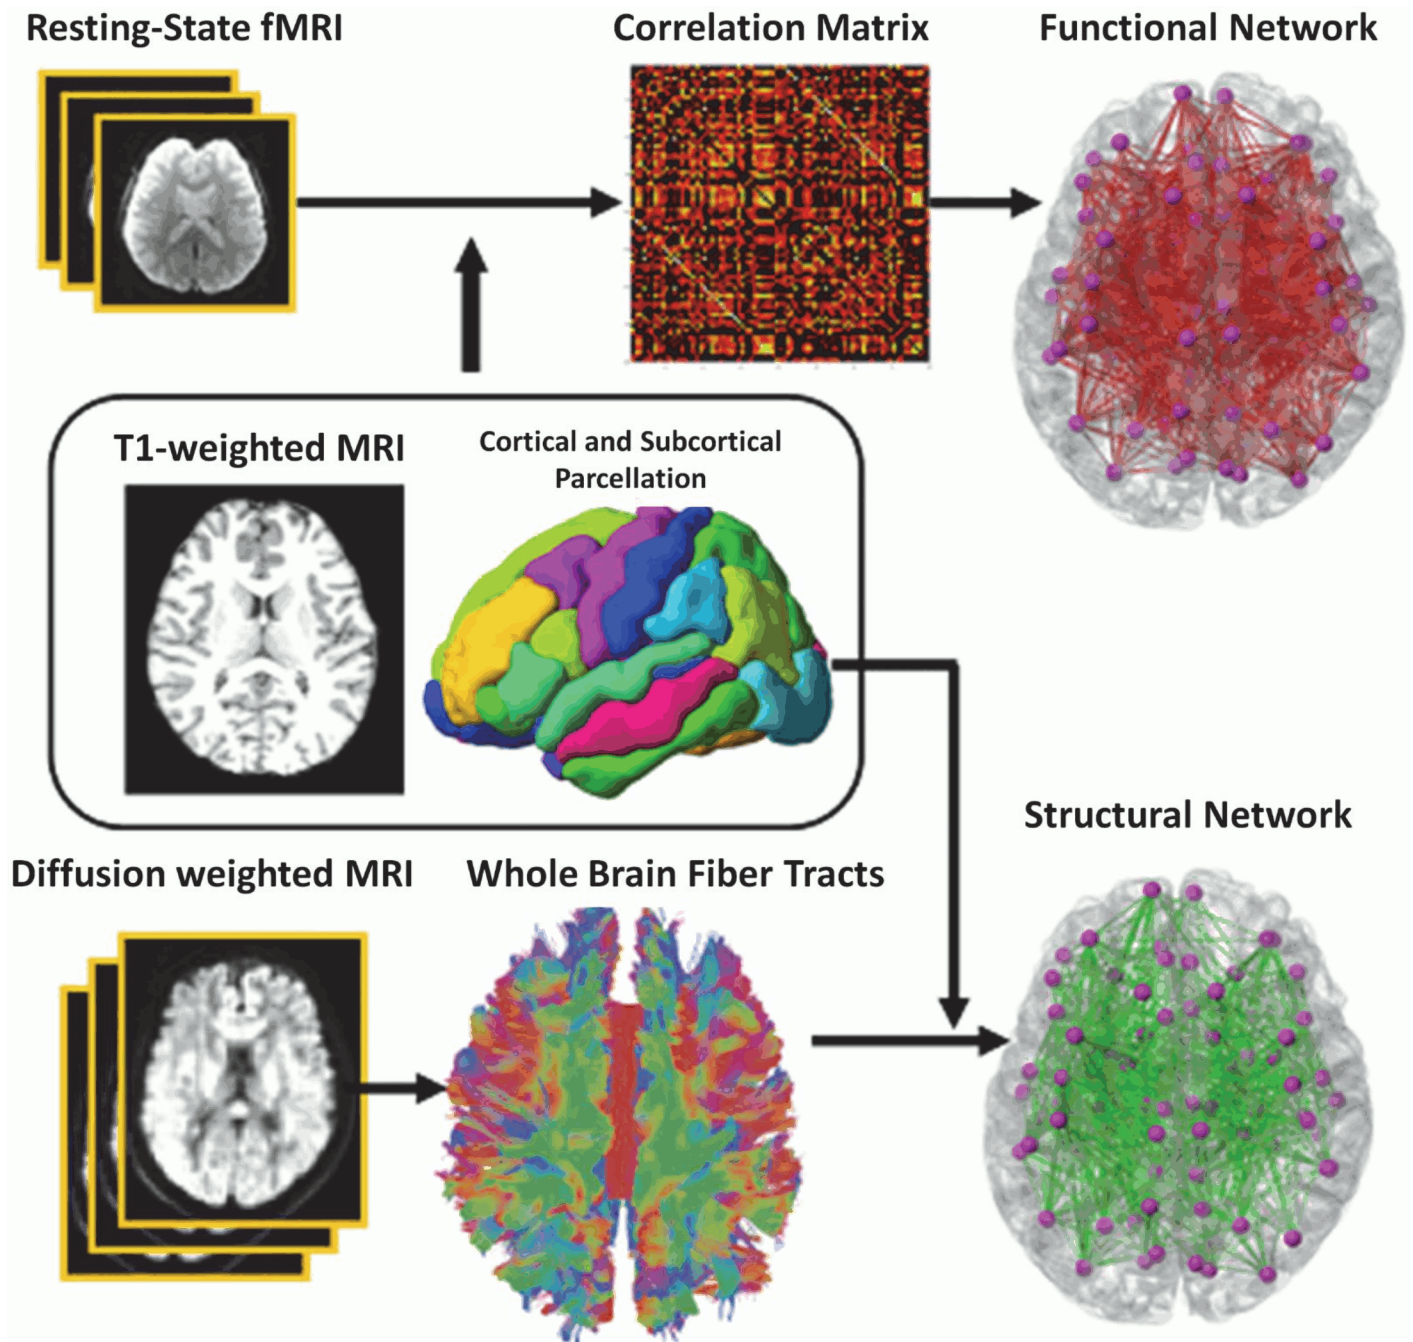 Resting-State fMRI
Correlation Matrix
Functional Network
T1-weighted MRI
Cortical and Subcortical
Parcellation
Structural Network
Diffusion weighted MRI
Whole Brain Fiber Tracts